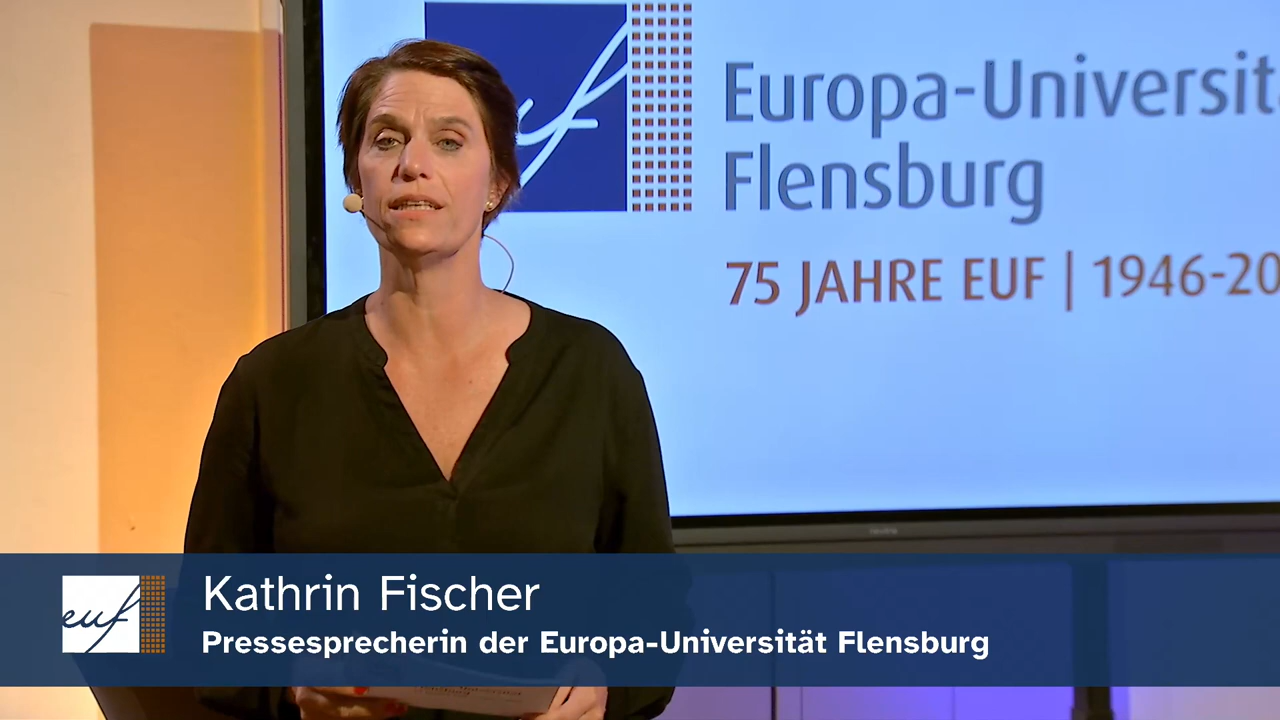 euf
Europa-Universit
Flensburg
75 JAHRE EUF | 1946-20
euf
Kathrin Fischer
Pressesprecherin der Europa-Universität Flensburg